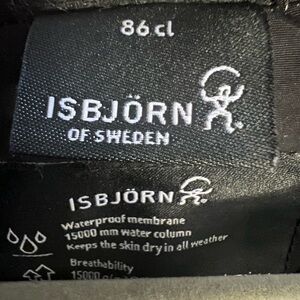 86.cl
ISBJÖRN
OF SWEDEN
ISBJÖRN
Waterproof membrane
15000 mm water column
Keeps the skin dry in all weather
Breathability
15000